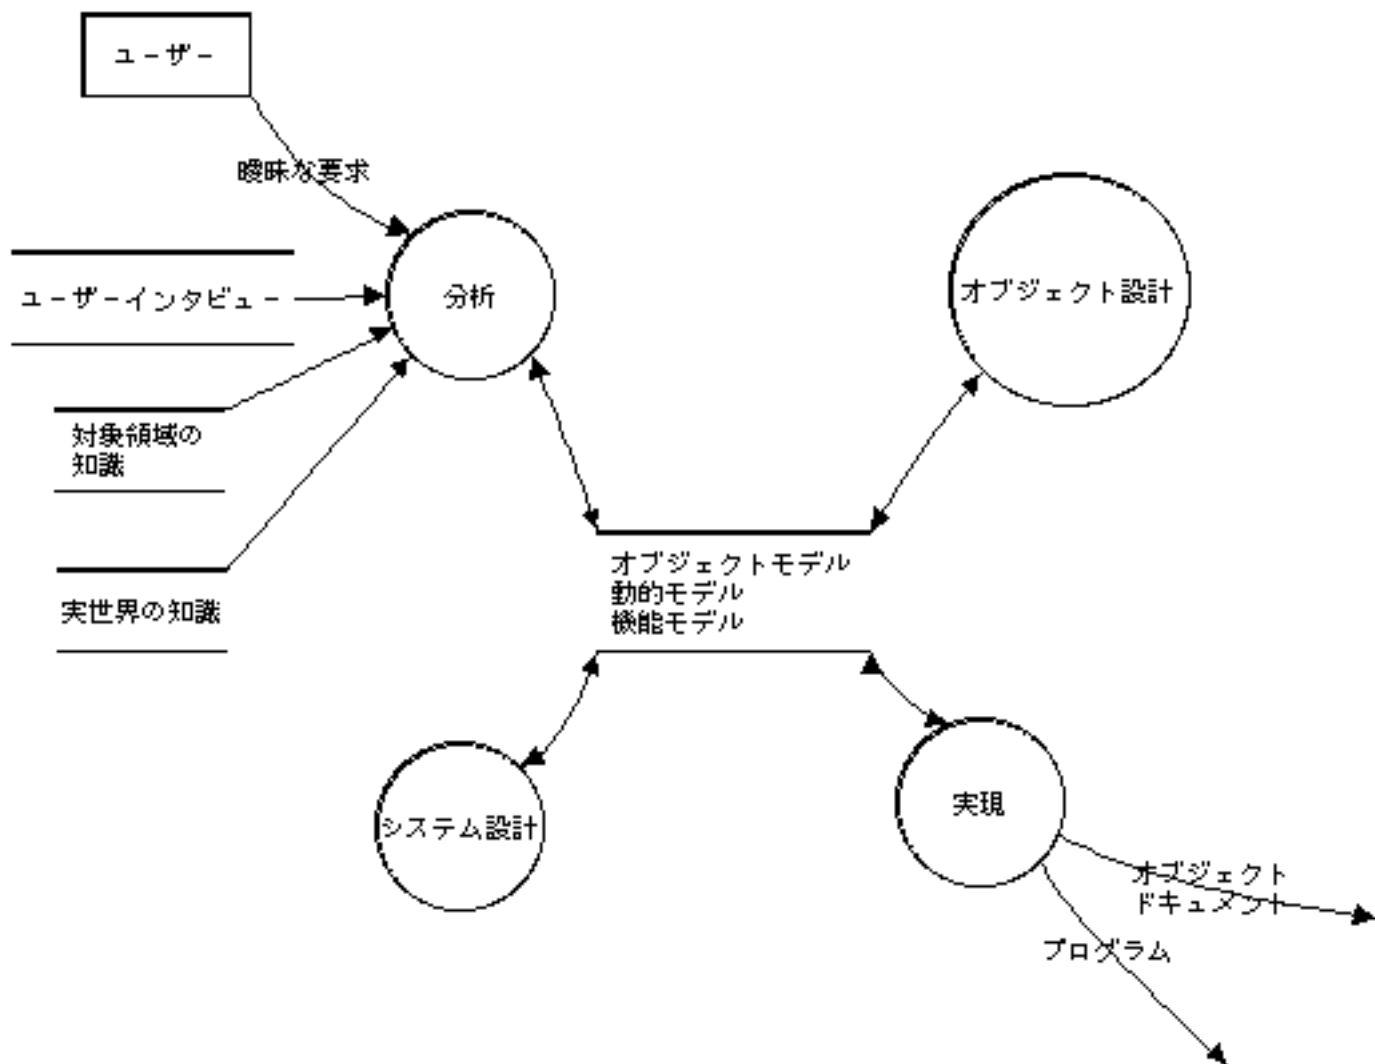 ユーザー
曖昧な要求
ユーザーインタビュー
分析
オブジェクト設計
対象領域の
知識
オブジェクトモデル
動的モデル
機能モデル
実世界の知識
システム設計
実現
オブジェクト
ドキュメント
プログラム